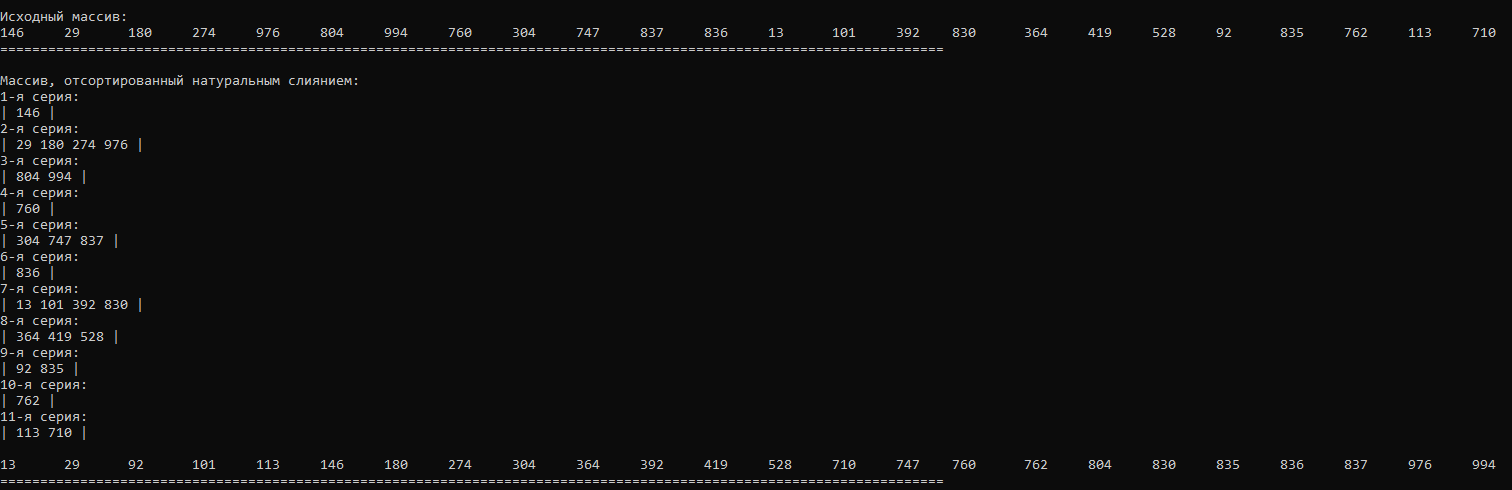 Исходный массив:
146 29 180 274 976 804 994 760 304 747 837 836 13 101 392 830 364 419 528 92 835 762 113 710
======================================================================================================================
Массив, отсортированный натуральным слиянием:
1-я серия:
| 146 |
2-я серия:
| 29 180 274 976 |
3-я серия:
| 804 994 |
4-я серия:
| 760 |
5-я серия:
| 304 747 837 |
6-я серия:
| 836 |
7-я серия:
| 13 101 392 830 |
8-я серия:
| 364 419 528 |
9-я серия:
| 92 835 |
10-я серия:
| 762 |
11-я серия:
| 113 710 |
13 29 92 101 113 146 180 274 304 364 392 419 528 710 747 760 762 804 830 835 836 837 976 994
======================================================================================================================